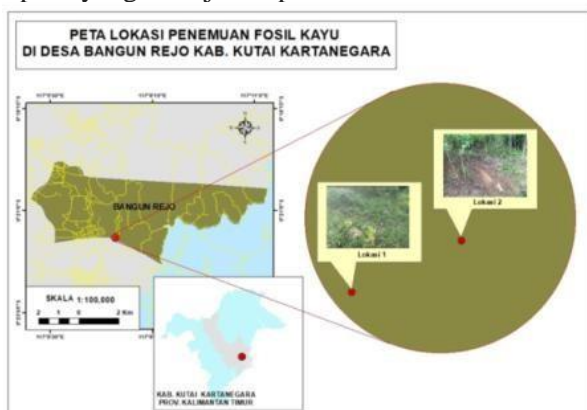 PETA LOKASI PENEMUAN FOSIL KAYU
DI DESA BANGUN REJO KAB. KUTAI KARTANEGARA
BANGUN REJO
Lokasi 2
Lokasi 1
SKALA 1:100,000
2 1 0 2 Km
KAB. KUTAI KARTANEGARA
PROV. KALIMANTAN TIMUR